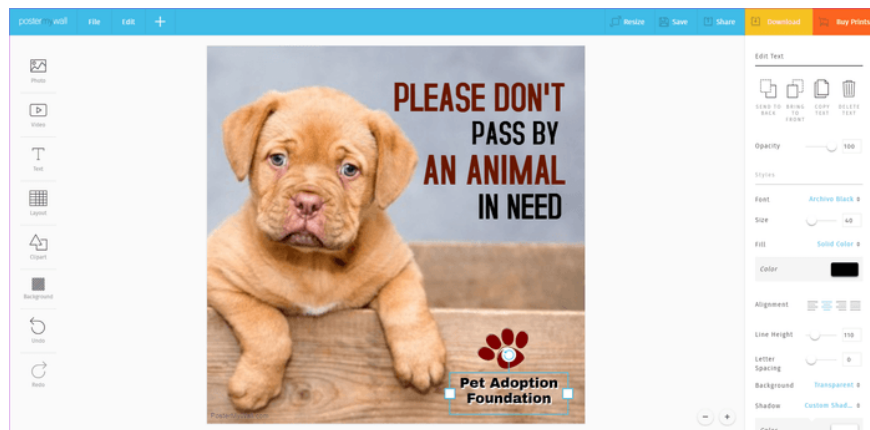 postermywall
File
Edit
Resize
Save
Share
Download
Buy Prints
Photo
Video
Text
Layout
Clipart
Background
Undo
Redo
PLEASE DON'T
PASS BY
AN ANIMAL
IN NEED
Pet Adoption
Foundation
Edit Text
SEND TO BACK
BRING TO FRONT
COPY TEXT
DELETE TEXT
Opacity 100
Styles
Font Archivo Black
Size 40
Fill Solid Color
Color
Alignment
Line Height 110
Letter
Spacing 0
Background Transparent
Shadow Custom Shad...
Color